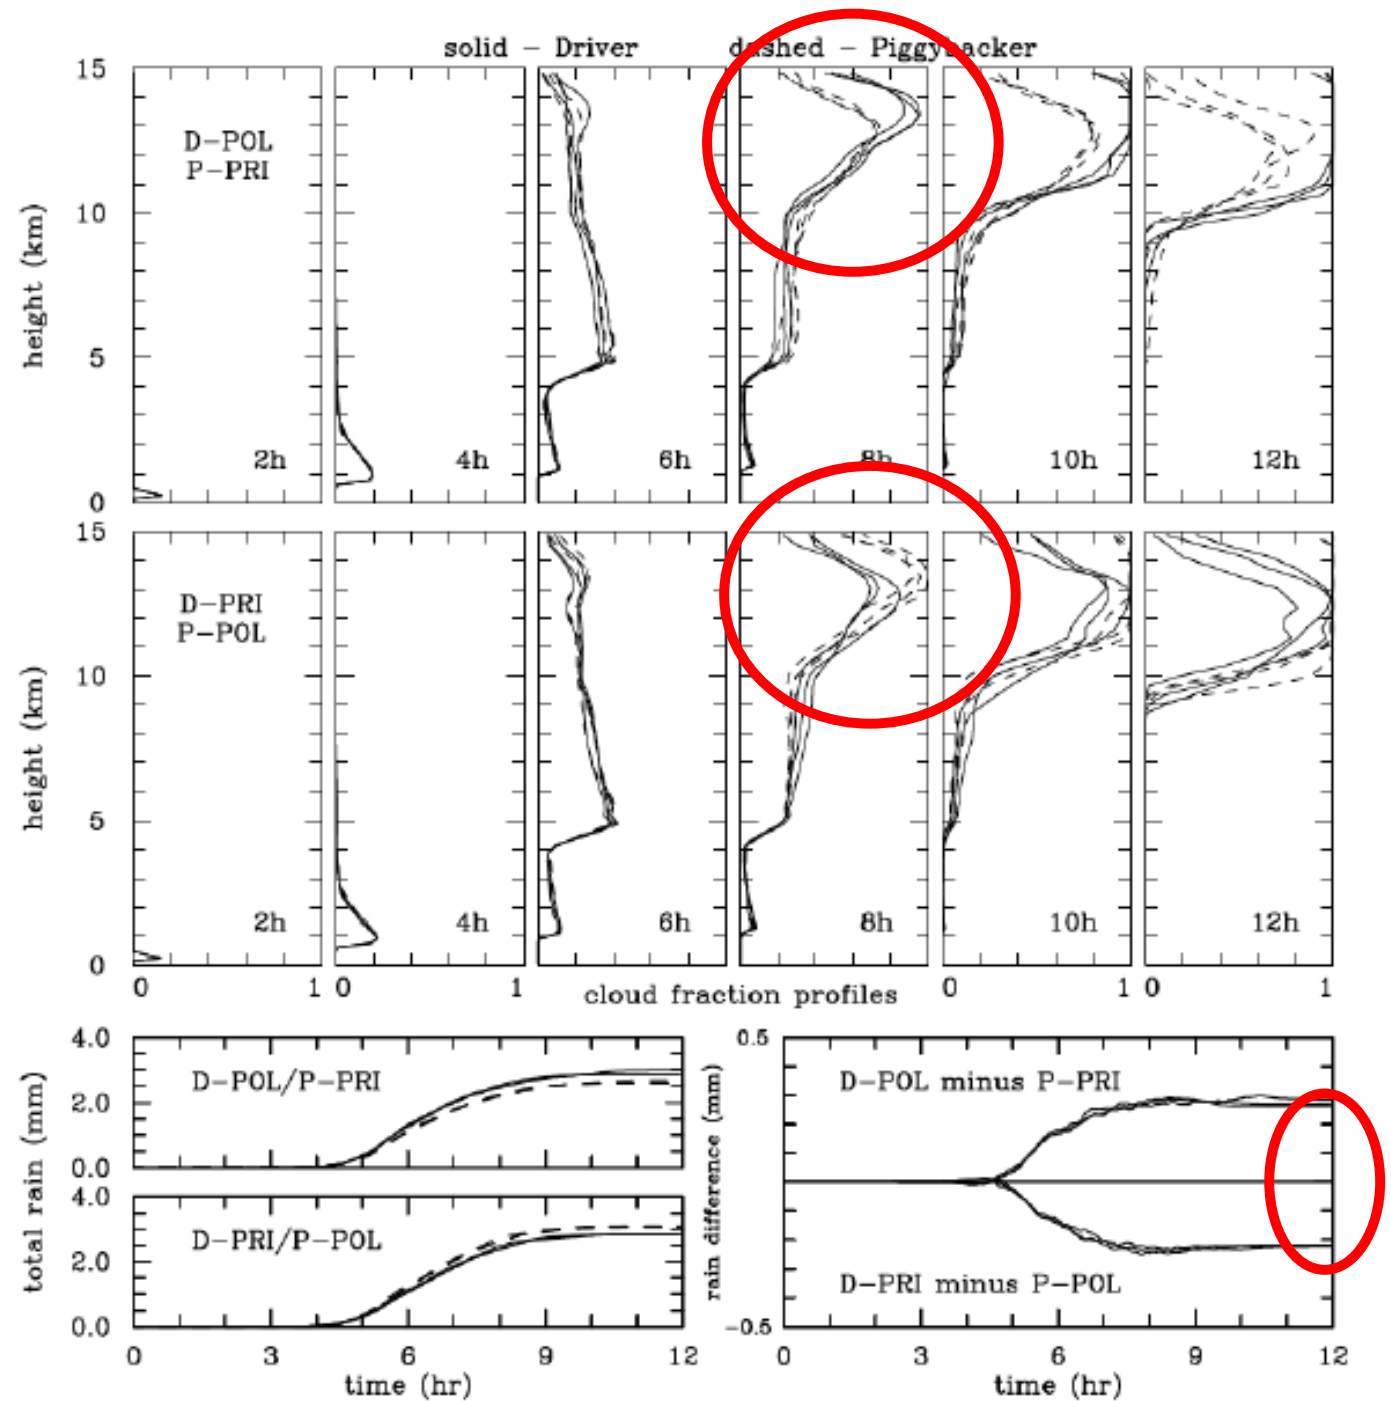 solid – Driver dashed – Piggybacker
15
D-POL
P-PRI
10
height (km)
5
2h 4h 6h 8h 10h 12h
0
15
D-PRI
P-POL
10
height (km)
5
2h 4h 6h 8h 10h 12h
0
0 1 0 1 cloud fraction profiles 0 1 0 1
4.0
D-POL/P-PRI
2.0
0.0
4.0
D-PRI/P-POL
2.0
0.0
total rain (mm)
0 3 6 9 12
time (hr)
0.5
D-POL minus P-PRI
rain difference (mm)
D-PRI minus P-POL
-0.5
0 3 6 9 12
time (hr)